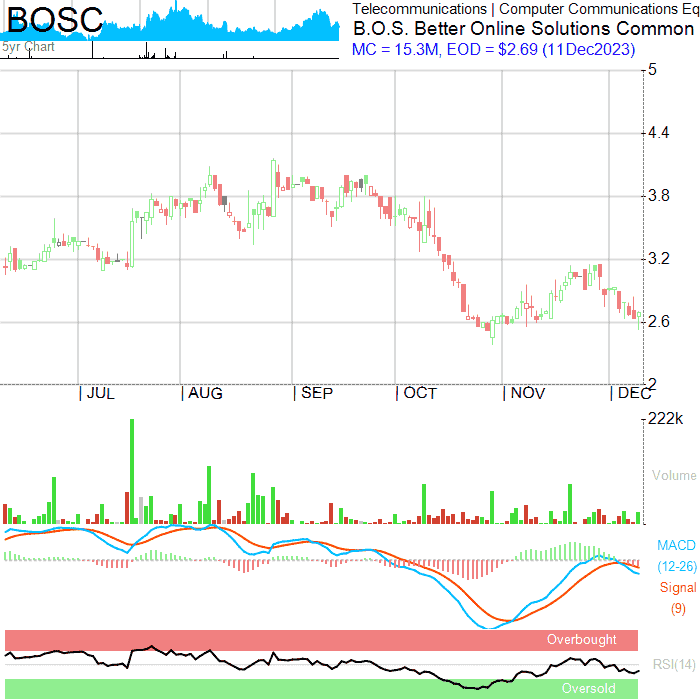 BOSC
5yr Chart
Telecommunications | Computer Communications Eq
B.O.S. Better Online Solutions Common
MC = 15.3M, EOD = $2.69 (11Dec2023)
5
4.4
3.8
3.2
2.6
2
JUL
AUG
SEP
OCT
NOV
DEC
222k
Volume
MACD
(12-26)
Signal
(9)
Overbought
RSI(14)
Oversold